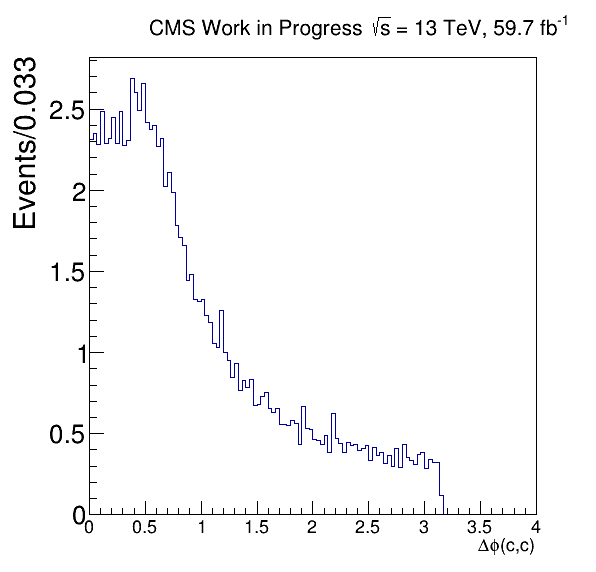 CMS Work in Progress √s = 13 TeV, 59.7 fb⁻¹
Events/0.033
2.5
2
1.5
1
0.5
0
0 0.5 1 1.5 2 2.5 3 3.5 4
Δϕ(c,c)